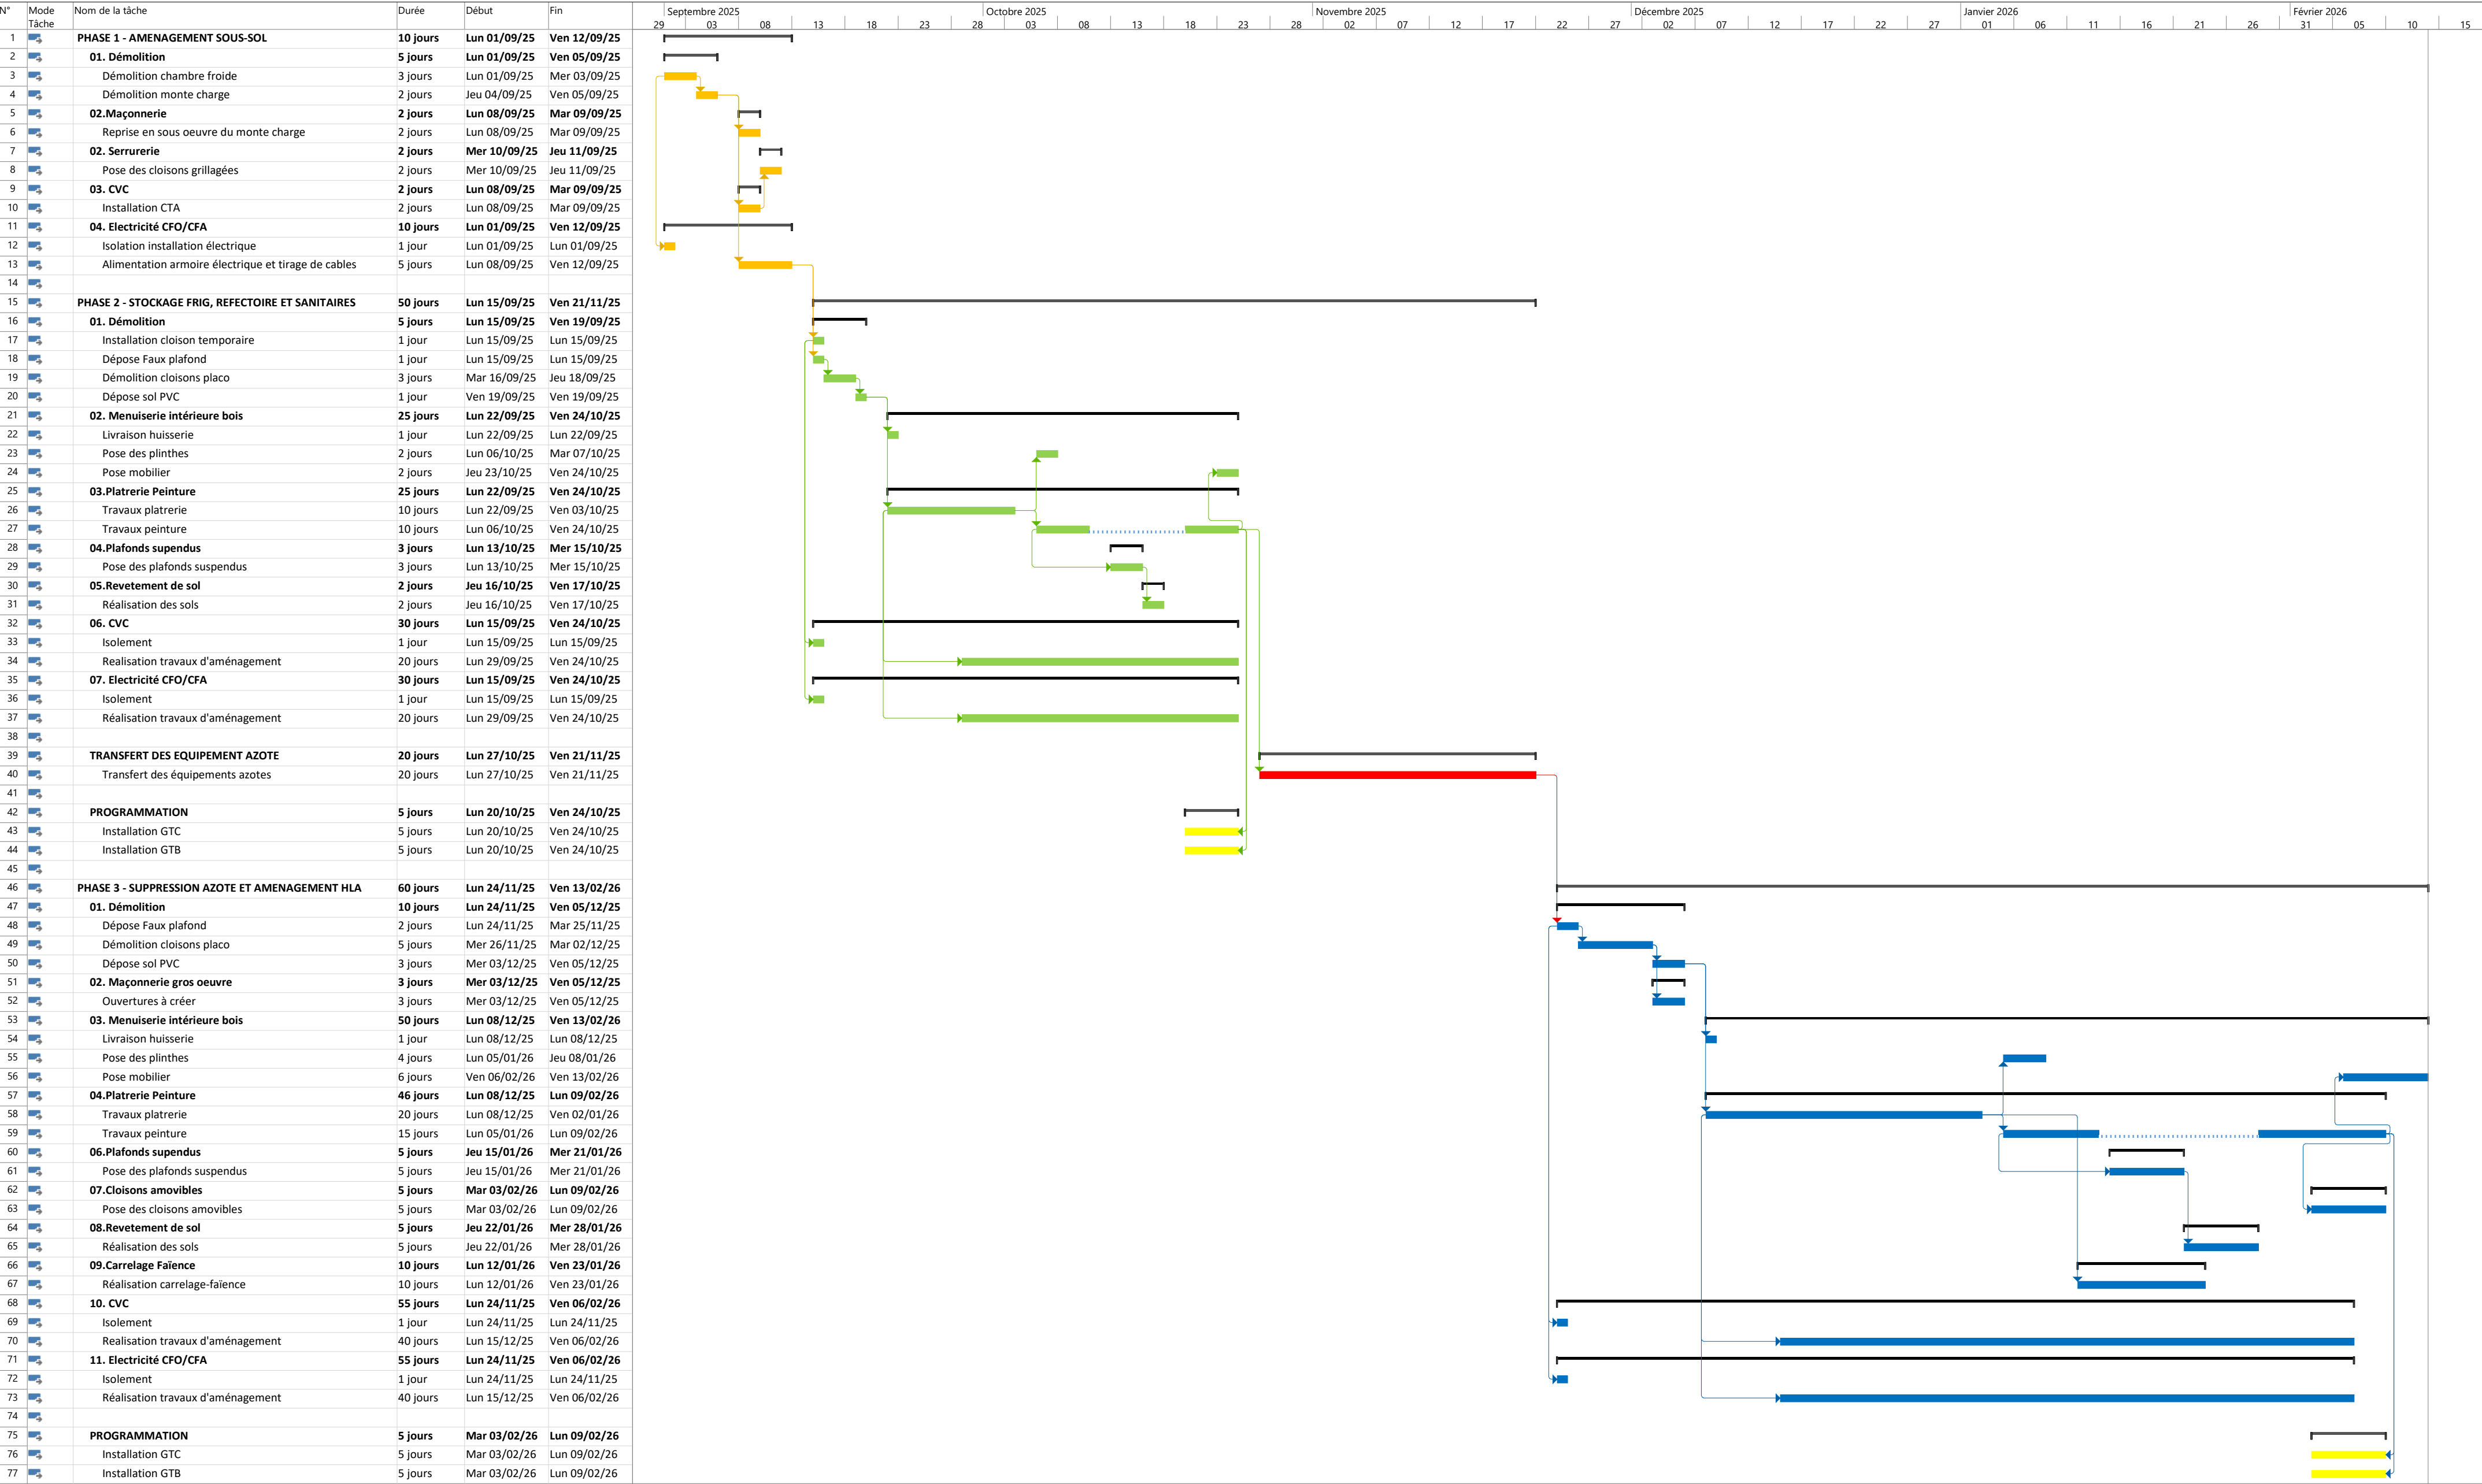 N° Mode Tâche Nom de la tâche Durée Début Fin
Septembre 2025 Octobre 2025 Novembre 2025 Décembre 2025 Janvier 2026 Février 2026
29 03 08 13 18 23 28 03 08 13 18 23 28 02 07 12 17 22 27 02 07 12 17 22 27 01 06 11 16 21 26 31 05 10 15
1 PHASE 1 - AMENAGEMENT SOUS-SOL 10 jours Lun 01/09/25 Ven 12/09/25
2 01. Démolition 5 jours Lun 01/09/25 Ven 05/09/25
3 Démolition chambre froide 3 jours Lun 01/09/25 Mer 03/09/25
4 Démolition monte charge 2 jours Jeu 04/09/25 Ven 05/09/25
5 02.Maçonnerie 2 jours Lun 08/09/25 Mar 09/09/25
6 Reprise en sous oeuvre du monte charge 2 jours Lun 08/09/25 Mar 09/09/25
7 02. Serrurerie 2 jours Mer 10/09/25 Jeu 11/09/25
8 Pose des cloisons grillagées 2 jours Mer 10/09/25 Jeu 11/09/25
9 03. CVC 2 jours Lun 08/09/25 Mar 09/09/25
10 Installation CTA 2 jours Lun 08/09/25 Mar 09/09/25
11 04. Electricité CFO/CFA 10 jours Lun 01/09/25 Ven 12/09/25
12 Isolation installation électrique 1 jour Lun 01/09/25 Lun 01/09/25
13 Alimentation armoire électrique et tirage de cables 5 jours Lun 08/09/25 Ven 12/09/25
14
15 PHASE 2 - STOCKAGE FRIG, REFECTOIRE ET SANITAIRES 50 jours Lun 15/09/25 Ven 21/11/25
16 01. Démolition 5 jours Lun 15/09/25 Ven 19/09/25
17 Installation cloison temporaire 1 jour Lun 15/09/25 Lun 15/09/25
18 Dépose Faux plafond 1 jour Lun 15/09/25 Lun 15/09/25
19 Démolition cloisons placo 3 jours Mar 16/09/25 Jeu 18/09/25
20 Dépose sol PVC 1 jour Ven 19/09/25 Ven 19/09/25
21 02. Menuiserie intérieure bois 25 jours Lun 22/09/25 Ven 24/10/25
22 Livraison huisserie 1 jour Lun 22/09/25 Lun 22/09/25
23 Pose des plinthes 2 jours Lun 06/10/25 Mar 07/10/25
24 Pose mobilier 2 jours Jeu 23/10/25 Ven 24/10/25
25 03.Platrerie Peinture 25 jours Lun 22/09/25 Ven 24/10/25
26 Travaux platrerie 10 jours Lun 22/09/25 Ven 03/10/25
27 Travaux peinture 10 jours Lun 06/10/25 Ven 24/10/25
28 04.Plafonds supendus 3 jours Lun 13/10/25 Mer 15/10/25
29 Pose des plafonds suspendus 3 jours Lun 13/10/25 Mer 15/10/25
30 05.Revetement de sol 2 jours Jeu 16/10/25 Ven 17/10/25
31 Réalisation des sols 2 jours Jeu 16/10/25 Ven 17/10/25
32 06. CVC 30 jours Lun 15/09/25 Ven 24/10/25
33 Isolement 1 jour Lun 15/09/25 Lun 15/09/25
34 Realisation travaux d'aménagement 20 jours Lun 29/09/25 Ven 24/10/25
35 07. Electricité CFO/CFA 30 jours Lun 15/09/25 Ven 24/10/25
36 Isolement 1 jour Lun 15/09/25 Lun 15/09/25
37 Réalisation travaux d'aménagement 20 jours Lun 29/09/25 Ven 24/10/25
38
39 TRANSFERT DES EQUIPEMENT AZOTE 20 jours Lun 27/10/25 Ven 21/11/25
40 Transfert des équipements azotes 20 jours Lun 27/10/25 Ven 21/11/25
41
42 PROGRAMMATION 5 jours Lun 20/10/25 Ven 24/10/25
43 Installation GTC 5 jours Lun 20/10/25 Ven 24/10/25
44 Installation GTB 5 jours Lun 20/10/25 Ven 24/10/25
45
46 PHASE 3 - SUPPRESSION AZOTE ET AMENAGEMENT HLA 60 jours Lun 24/11/25 Ven 13/02/26
47 01. Démolition 10 jours Lun 24/11/25 Ven 05/12/25
48 Dépose Faux plafond 2 jours Lun 24/11/25 Mar 25/11/25
49 Démolition cloisons placo 5 jours Mer 26/11/25 Mar 02/12/25
50 Dépose sol PVC 3 jours Mer 03/12/25 Ven 05/12/25
51 02. Maçonnerie gros oeuvre 3 jours Mer 03/12/25 Ven 05/12/25
52 Ouvertures à créer 3 jours Mer 03/12/25 Ven 05/12/25
53 03. Menuiserie intérieure bois 50 jours Lun 08/12/25 Ven 13/02/26
54 Livraison huisserie 1 jour Lun 08/12/25 Lun 08/12/25
55 Pose des plinthes 4 jours Lun 05/01/26 Jeu 08/01/26
56 Pose mobilier 6 jours Ven 06/02/26 Ven 13/02/26
57 04.Platrerie Peinture 46 jours Lun 08/12/25 Lun 09/02/26
58 Travaux platrerie 20 jours Lun 08/12/25 Ven 02/01/26
59 Travaux peinture 15 jours Lun 05/01/26 Lun 09/02/26
60 06.Plafonds supendus 5 jours Jeu 15/01/26 Mer 21/01/26
61 Pose des plafonds suspendus 5 jours Jeu 15/01/26 Mer 21/01/26
62 07.Cloisons amovibles 5 jours Mar 03/02/26 Lun 09/02/26
63 Pose des cloisons amovibles 5 jours Mar 03/02/26 Lun 09/02/26
64 08.Revetement de sol 5 jours Jeu 22/01/26 Mer 28/01/26
65 Réalisation des sols 5 jours Jeu 22/01/26 Mer 28/01/26
66 09.Carrelage Faïence 10 jours Lun 12/01/26 Ven 23/01/26
67 Réalisation carrelage-faïence 10 jours Lun 12/01/26 Ven 23/01/26
68 10. CVC 55 jours Lun 24/11/25 Ven 06/02/26
69 Isolement 1 jour Lun 24/11/25 Lun 24/11/25
70 Realisation travaux d'aménagement 40 jours Lun 15/12/25 Ven 06/02/26
71 11. Electricité CFO/CFA 55 jours Lun 24/11/25 Ven 06/02/26
72 Isolement 1 jour Lun 24/11/25 Lun 24/11/25
73 Réalisation travaux d'aménagement 40 jours Lun 15/12/25 Ven 06/02/26
74
75 PROGRAMMATION 5 jours Mar 03/02/26 Lun 09/02/26
76 Installation GTC 5 jours Mar 03/02/26 Lun 09/02/26
77 Installation GTB 5 jours Mar 03/02/26 Lun 09/02/26